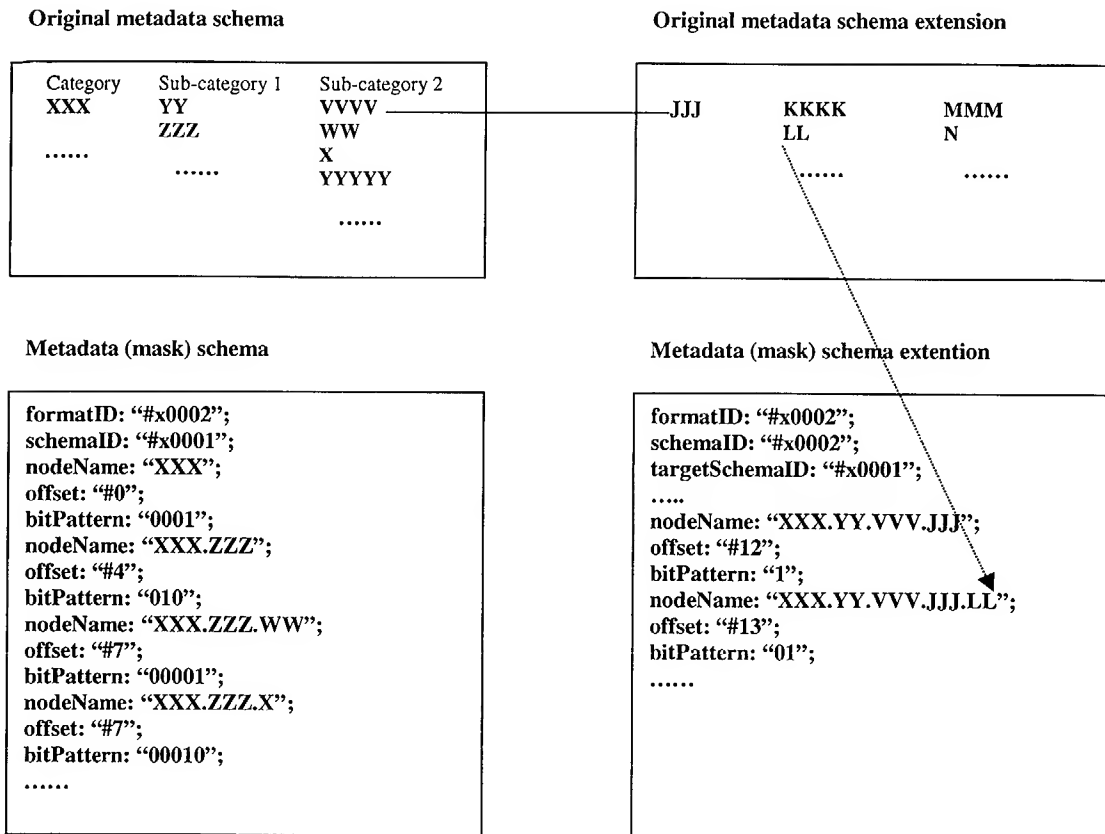 Original metadata schema
Category Sub-category 1 Sub-category 2
XXX YY VVVV
ZZZ WW
...... X
...... YYYYY
......
Original metadata schema extension
JJJ KKKK MMM
LL N
...... ......
Metadata (mask) schema
formatID: “#x0002”;
schemaID: “#x0001”;
nodeName: “XXX”;
offset: “#0”;
bitPattern: “0001”;
nodeName: “XXX.ZZZ”;
offset: “#4”;
bitPattern: “010”;
nodeName: “XXX.ZZZ.WW”;
offset: “#7”;
bitPattern: “00001”;
nodeName: “XXX.ZZZ.X”;
offset: “#7”;
bitPattern: “00010”;
......
Metadata (mask) schema extention
formatID: “#x0002”;
schemaID: “#x0002”;
targetSchemaID: “#x0001”;
.....
nodeName: “XXX.YY.VVV.JJJ”;
offset: “#12”;
bitPattern: “1”;
nodeName: “XXX.YY.VVV.JJJ.LL”;
offset: “#13”;
bitPattern: “01”;
......